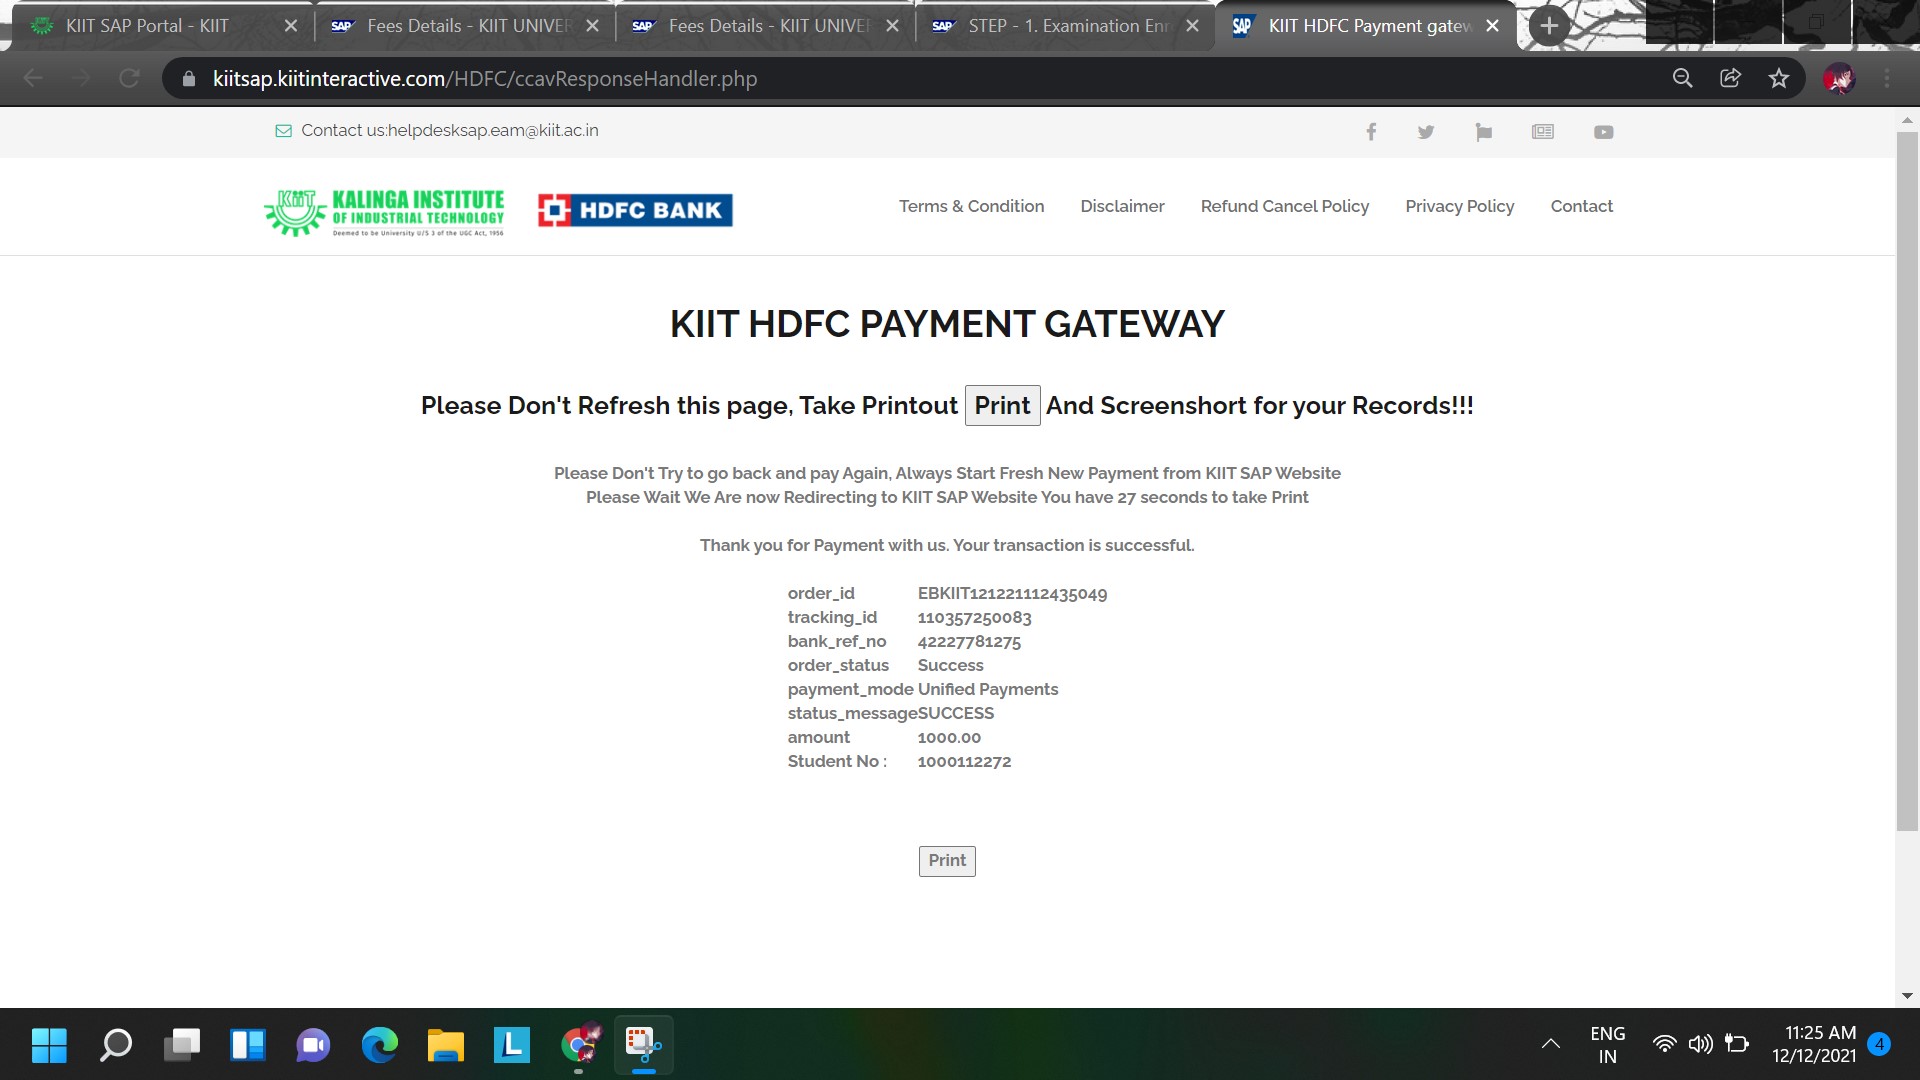 KIIT SAP Portal - KIIT
Fees Details - KIIT UNIVER
Fees Details - KIIT UNIVE
STEP - 1. Examination Enr
KIIT HDFC Payment gatew
kiitsap.kiitinteractive.com/HDFC/ccavResponseHandler.php
Contact us:helpdesksap.eam@kiit.ac.in
KiiT KALINGA INSTITUTE
OF INDUSTRIAL TECHNOLOGY
Deemed to be University U/S 3 of the UGC Act, 1956
HDFC BANK
Terms & Condition Disclaimer Refund Cancel Policy Privacy Policy Contact
KIIT HDFC PAYMENT GATEWAY
Please Don't Refresh this page, Take Printout Print And Screenshort for your Records!!!
Please Don't Try to go back and pay Again, Always Start Fresh New Payment from KIIT SAP Website
Please Wait We Are now Redirecting to KIIT SAP Website You have 27 seconds to take Print
Thank you for Payment with us. Your transaction is successful.
order_id EBKIIT121221112435049
tracking_id 110357250083
bank_ref_no 42227781275
order_status Success
payment_mode Unified Payments
status_messageSUCCESS
amount 1000.00
Student No : 1000112272
Print
ENG
IN
11:25 AM
12/12/2021
4